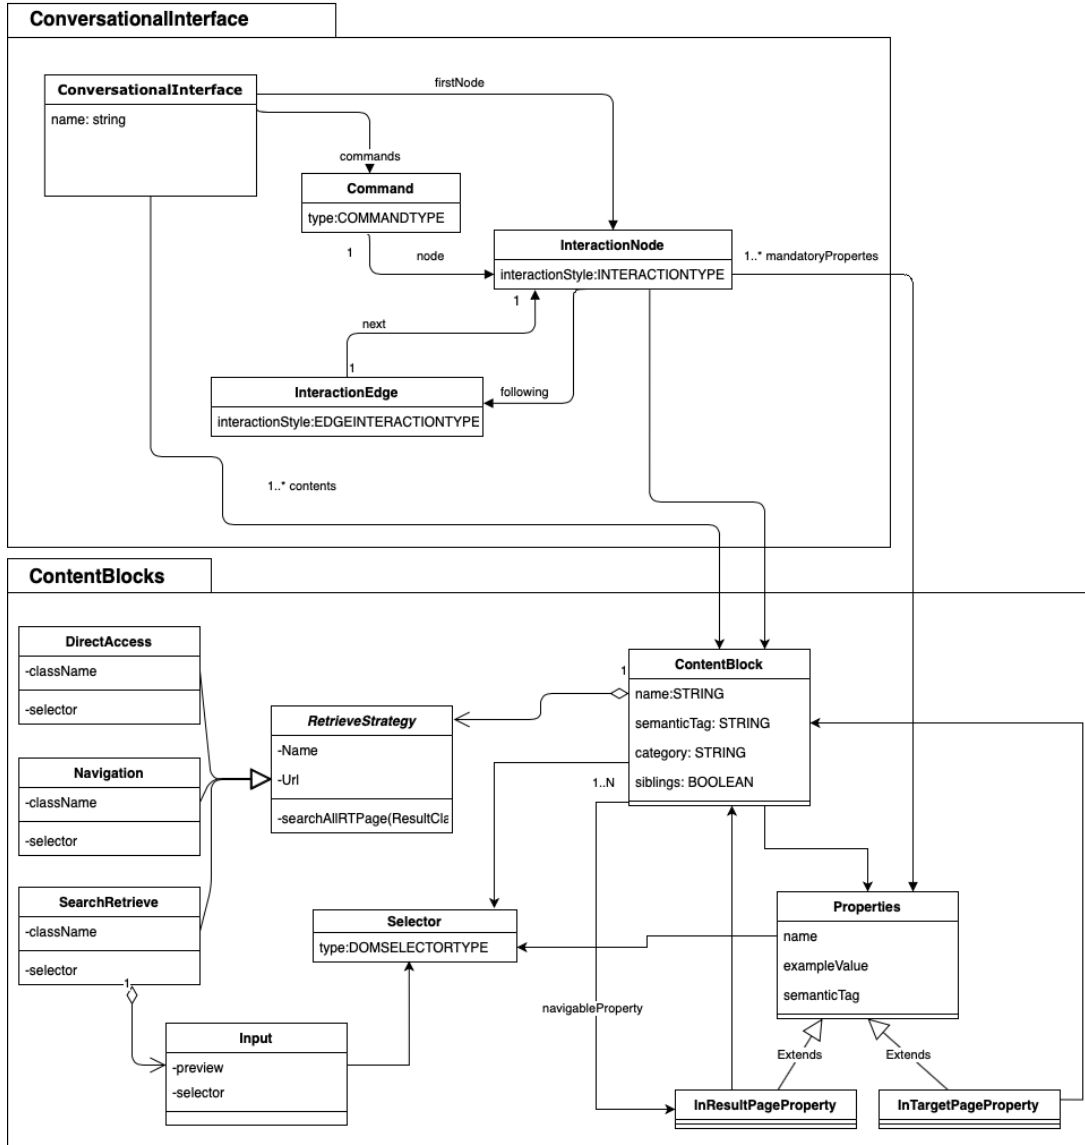 ConversationalInterface
ConversationalInterface
name: string
firstNode
commands
Command
type:COMMANDTYPE
1
node
InteractionNode
interactionStyle:INTERACTIONTYPE
1..* mandatoryPropertes
1
next
1
InteractionEdge
interactionStyle:EDGEINTERACTIONTYPE
following
1..* contents
ContentBlocks
DirectAccess
-className
-selector
Navigation
-className
-selector
SearchRetrieve
-className
-selector
1
RetrieveStrategy
-Name
-Url
-searchAllRTPage(ResultCla
1
ContentBlock
name:STRING
semanticTag: STRING
category: STRING
siblings: BOOLEAN
1..N
Selector
type:DOMSELECTORTYPE
Properties
name
exampleValue
semanticTag
navigableProperty
Input
-preview
-selector
Extends
Extends
InResultPageProperty
InTargetPageProperty